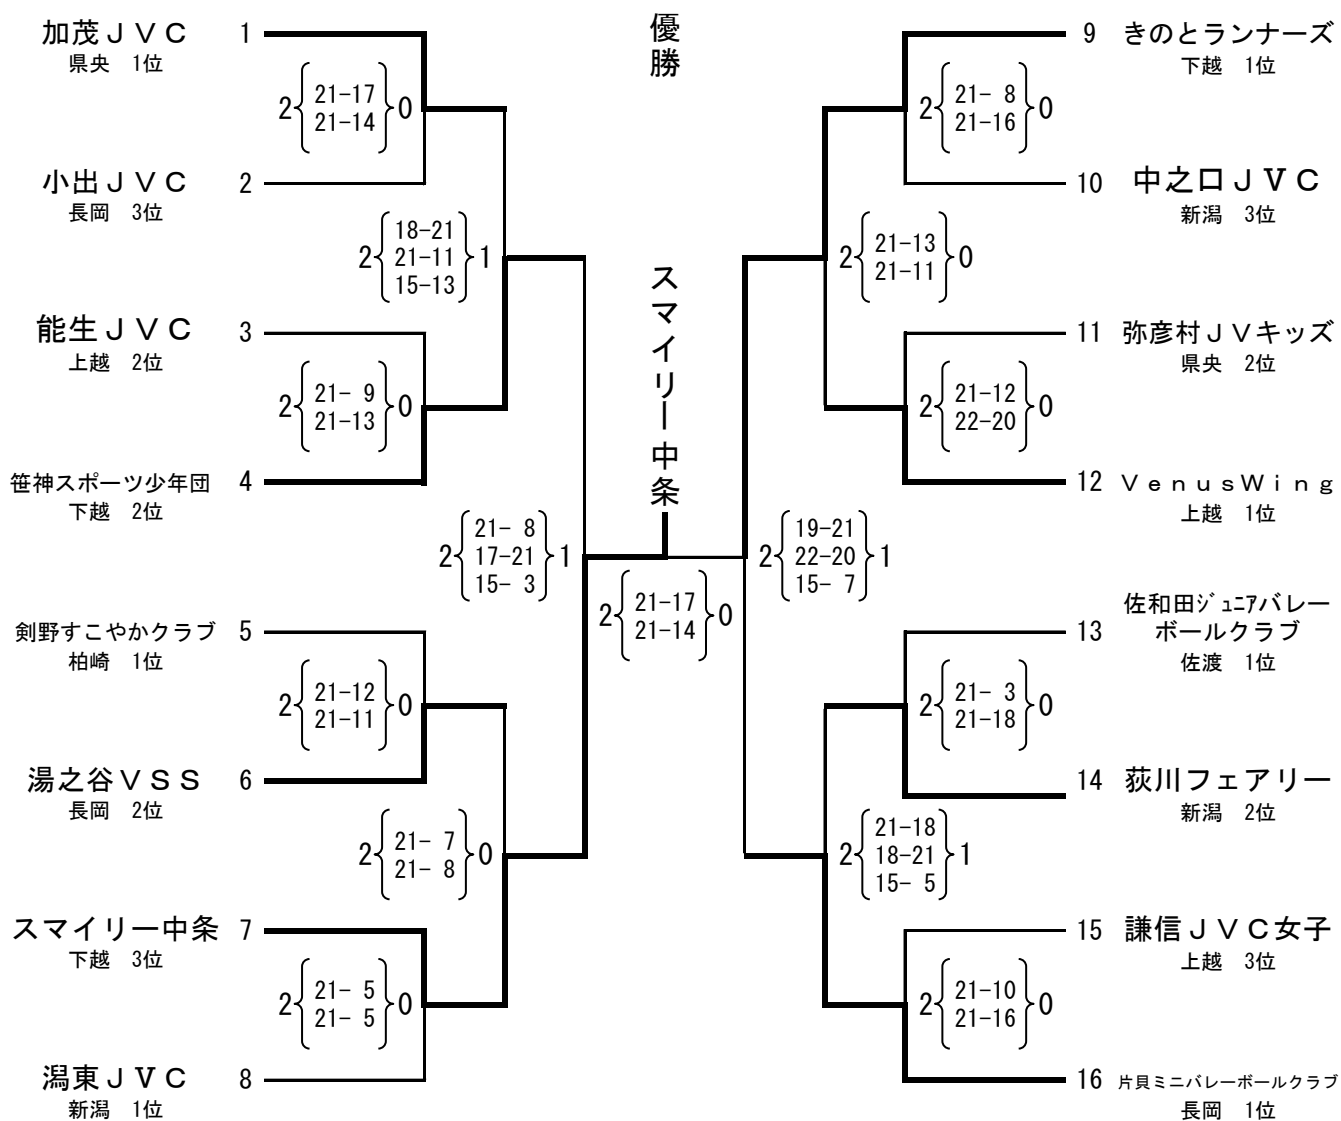 優勝
スマイリー中条
加茂ＪＶＣ 1
県央 1位
2 21-17 0
21-14
小出ＪＶＣ 2
長岡 3位
18-21
2 21-11 1
15-13
能生ＪＶＣ 3
上越 2位
2 21- 9 0
21-13
笹神スポーツ少年団 4
下越 2位
21- 8
2 17-21 1
15- 3
剣野すこやかクラブ 5
柏崎 1位
2 21-12 0
21-11
湯之谷ＶＳＳ 6
長岡 2位
2 21- 7 0
21- 8
スマイリー中条 7
下越 3位
2 21- 5 0
21- 5
潟東ＪＶＣ 8
新潟 1位
2 21-17 0
21-14
9 きのとランナーズ
下越 1位
2 21- 8 0
21-16
10 中之口ＪＶＣ
新潟 3位
2 21-13 0
21-11
11 弥彦村ＪＶキッズ
県央 2位
2 21-12 0
22-20
12 ＶｅｎｕｓＷｉｎｇ
上越 1位
19-21
2 22-20 1
15- 7
佐和田ｼﾞｭﾆｱバレー
13 ボールクラブ
佐渡 1位
2 21- 3 0
21-18
14 荻川フェアリー
新潟 2位
21-18
2 18-21 1
15- 5
15 謙信ＪＶＣ女子
上越 3位
2 21-10 0
21-16
16 片貝ミニバレーボールクラブ
長岡 1位